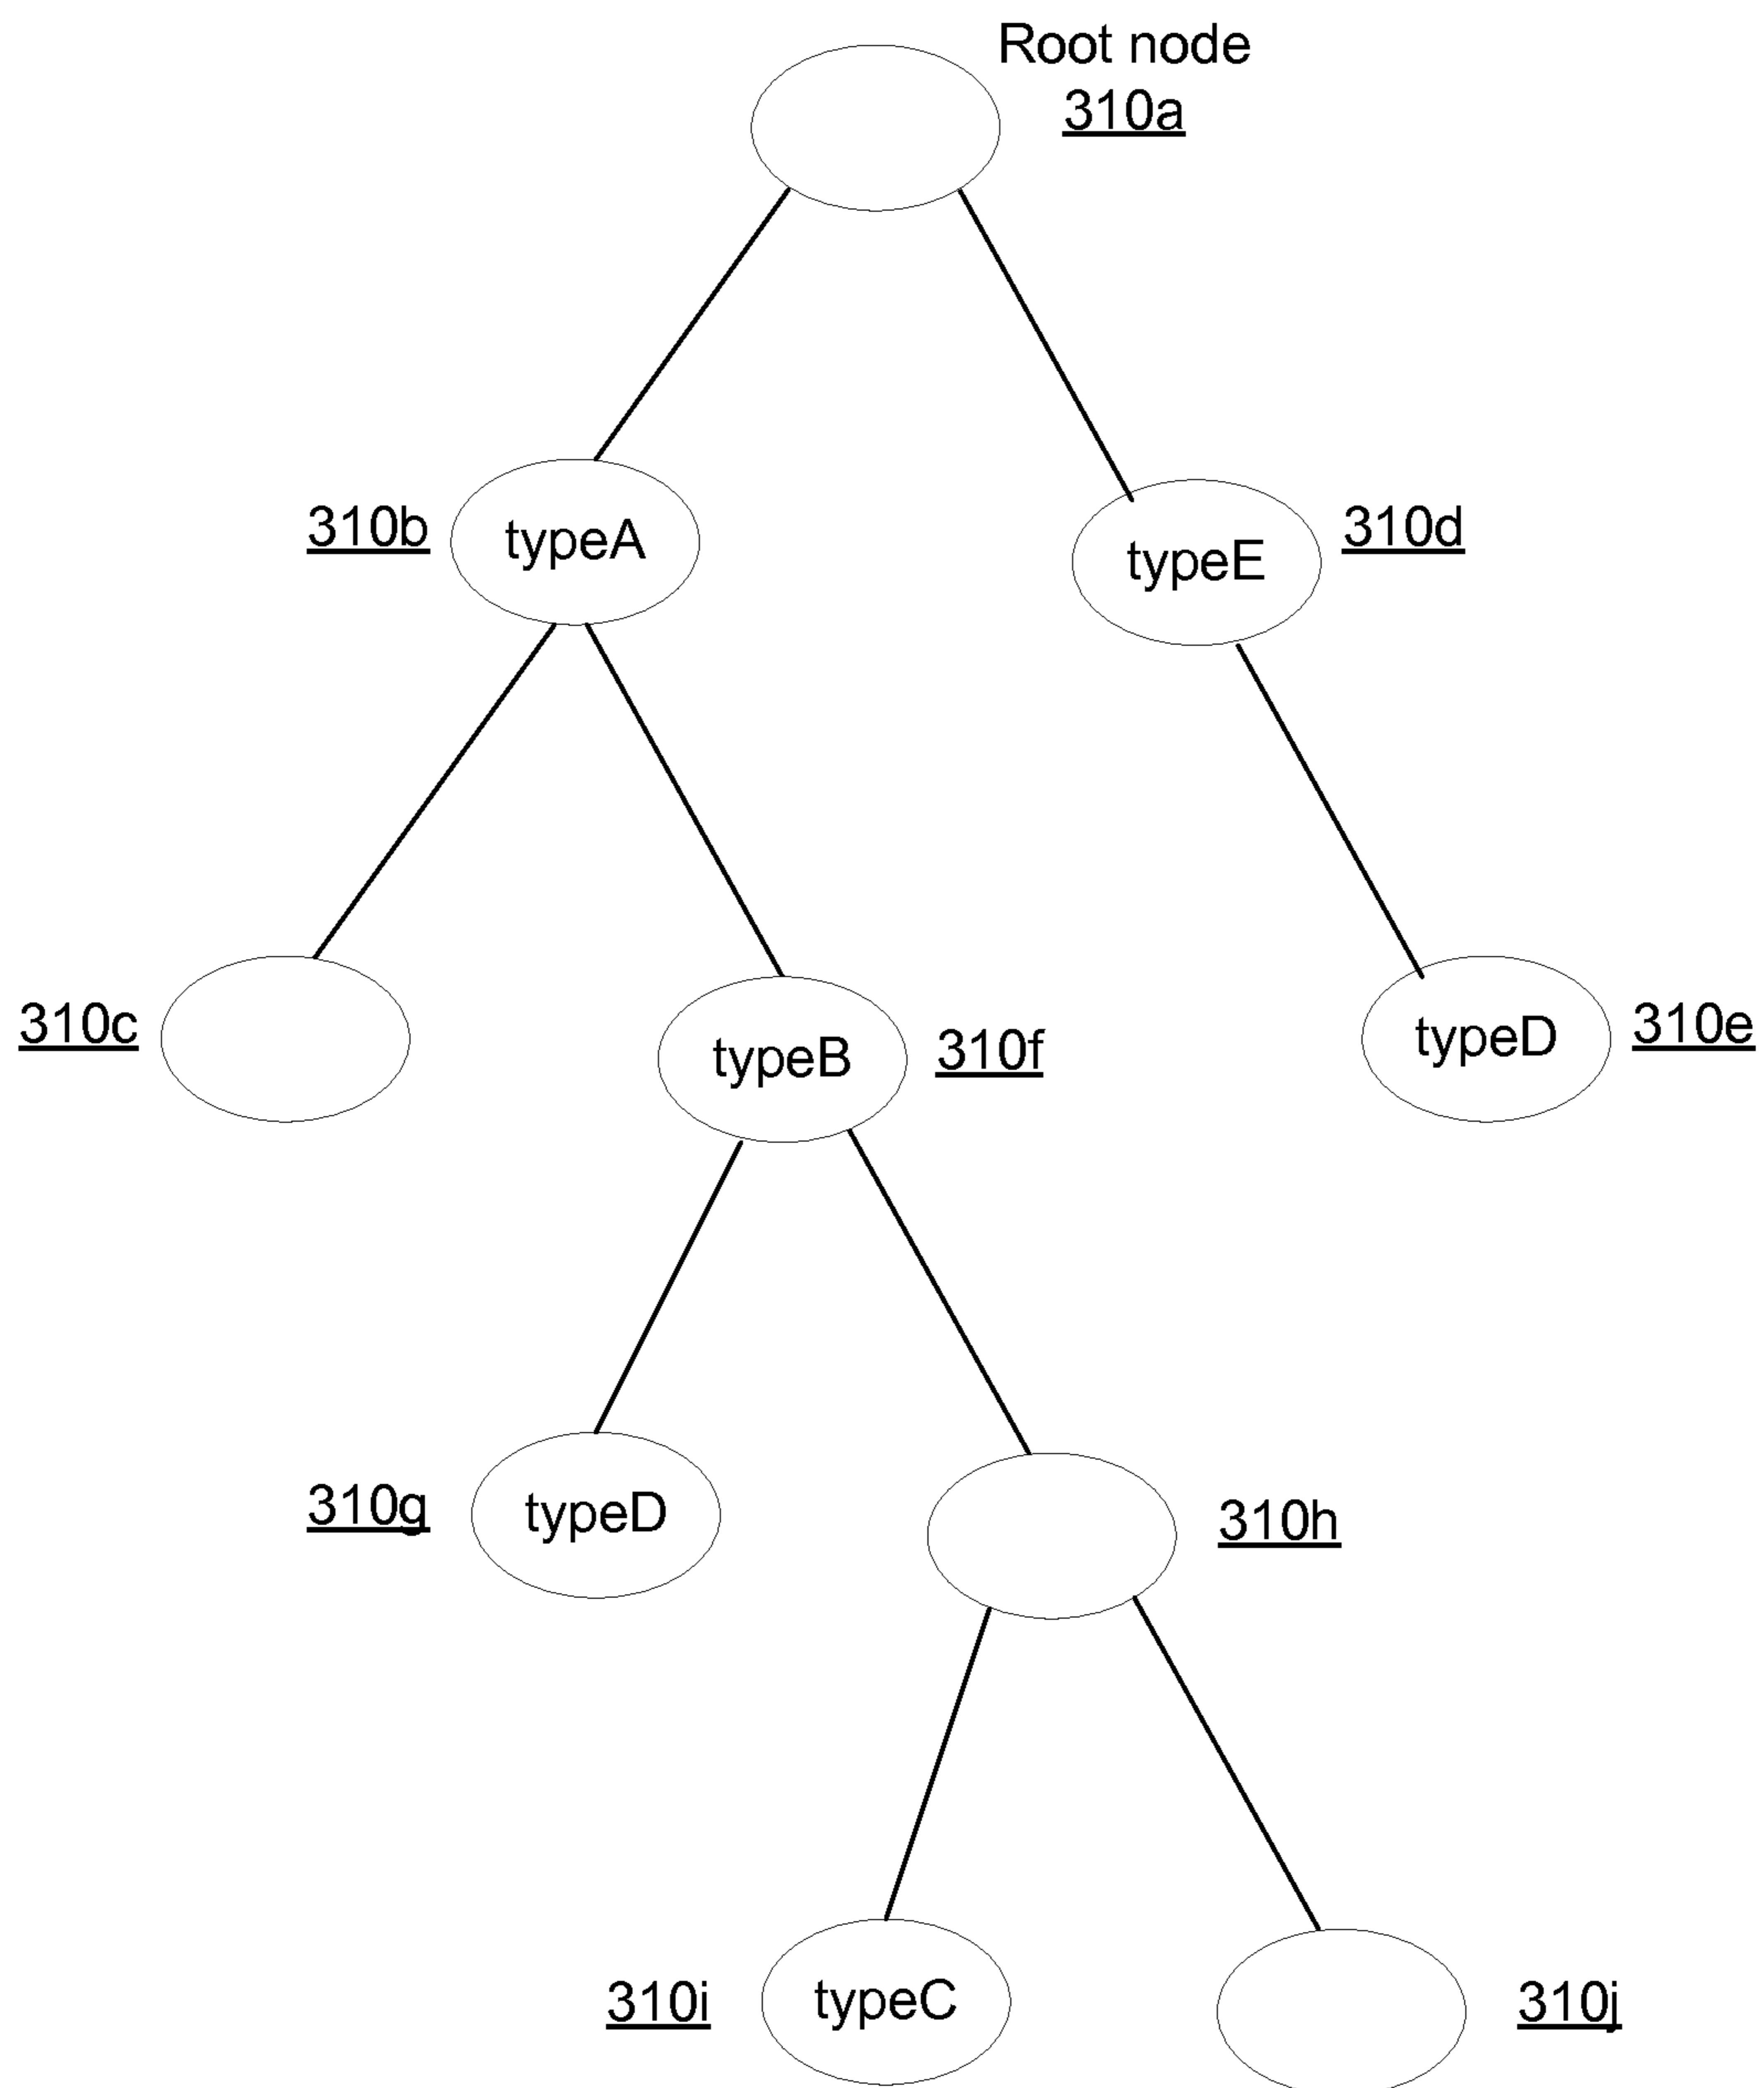 Root node
310a
310b
typeA
typeE
310d
310c
typeB
310f
typeD
310e
310g
typeD
310h
310i
typeC
310j